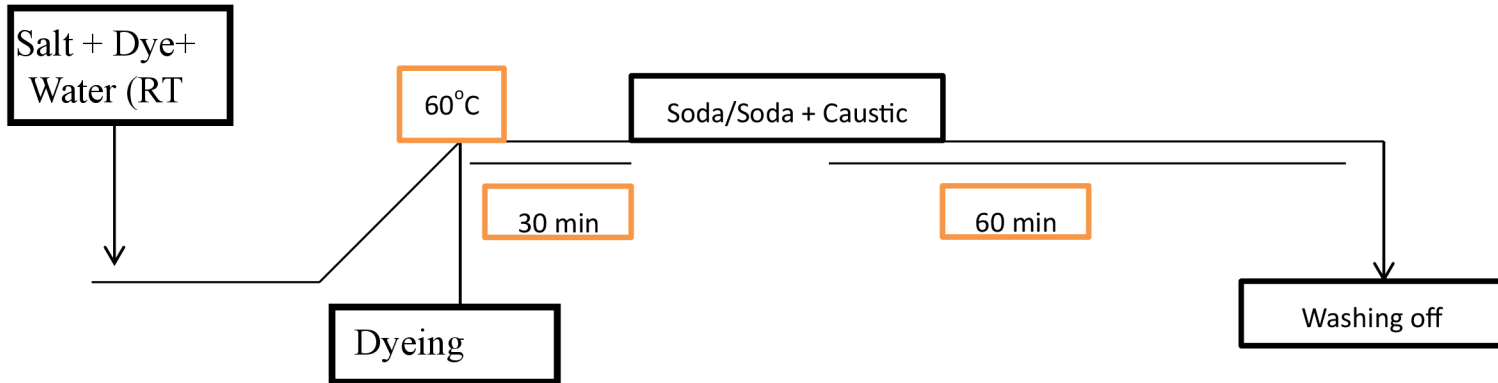 Salt + Dye+
Water (RT
60°C
Soda/Soda + Caustic
30 min
60 min
Dyeing
Washing off